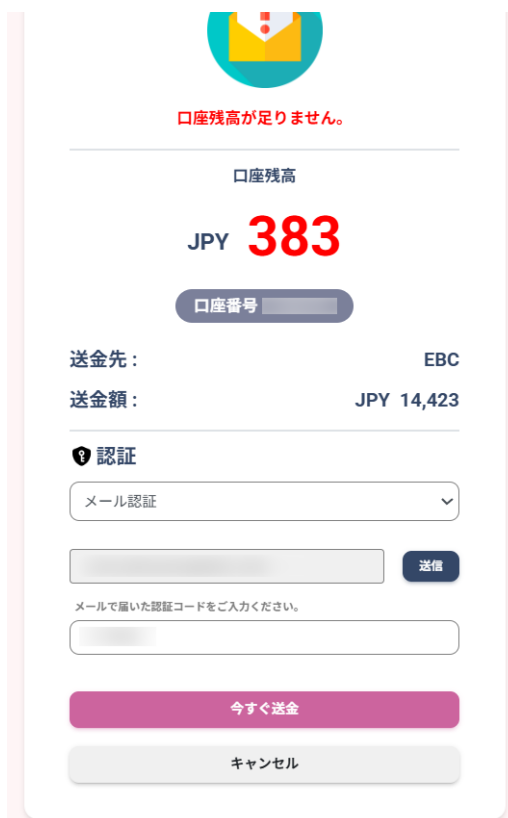 口座残高が足りません。
口座残高
JPY 383
口座番号
送金先 : EBC
送金額 : JPY 14,423
認証
メール認証
送信
メールで届いた認証コードをご入力ください。
今すぐ送金
キャンセル